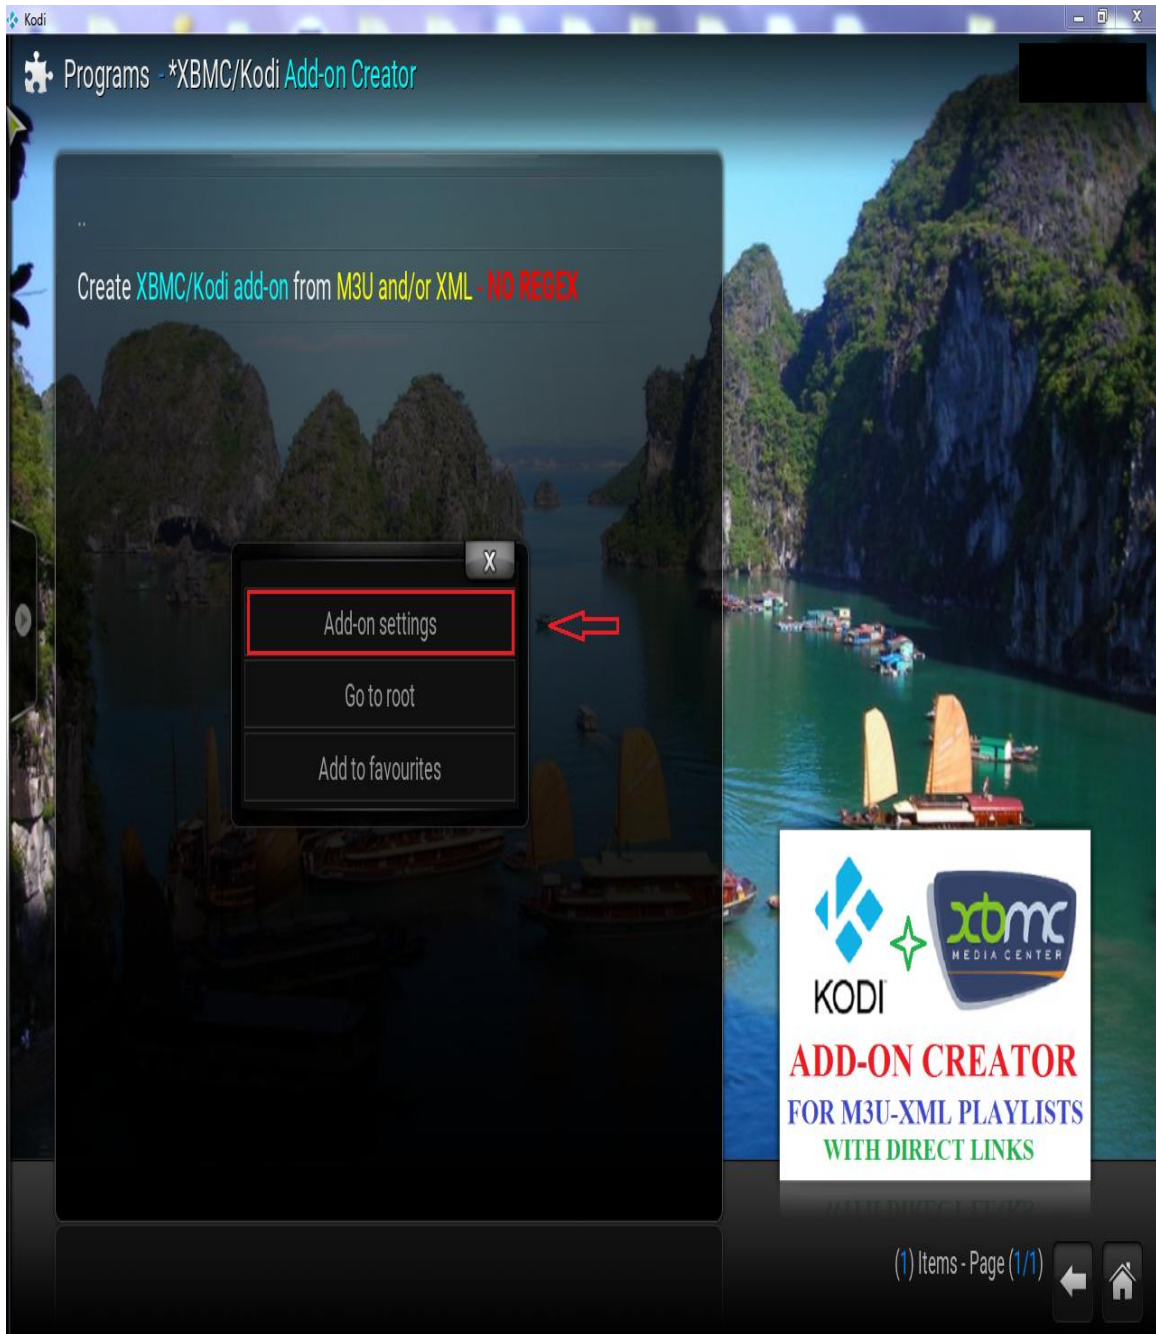 Kodi
Programs - *XBMC/Kodi Add-on Creator
..
Create XBMC/Kodi add-on from M3U and/or XML - NO REGEX
X
Add-on settings
Go to root
Add to favourites
KODI
xbmc
MEDIA CENTER
ADD-ON CREATOR
FOR M3U-XML PLAYLISTS
WITH DIRECT LINKS
(1) Items - Page (1/1)